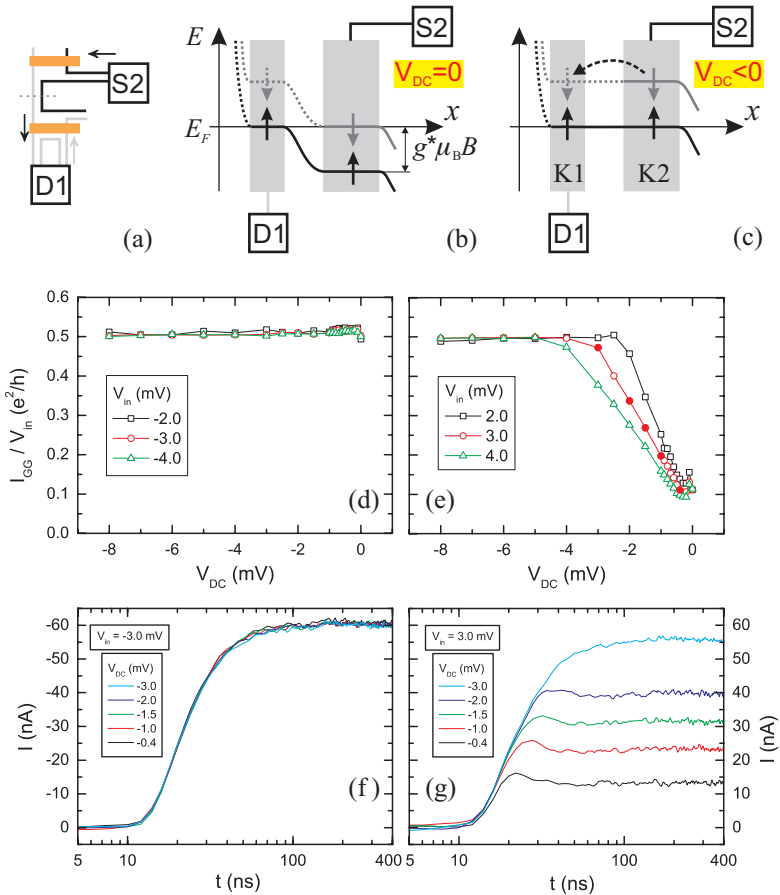 S2
D1
(a)
E
S2
V_DC=0
x
E_F
g*μ_BB
D1
(b)
E
S2
V_DC<0
x
K1
K2
D1
(c)
I_GG / V_in (e²/h)
0.6
0.5
0.4
0.3
0.2
0.1
0.0
V_in (mV)
-2.0
-3.0
-4.0
(d)
-8 -6 -4 -2 0
V_DC (mV)
V_in (mV)
2.0
3.0
4.0
(e)
-8 -6 -4 -2 0
V_DC (mV)
I (nA)
-60
-50
-40
-30
-20
-10
0
V_in = -3.0 mV
V_DC (mV)
-3.0
-2.0
-1.5
-1.0
-0.4
(f)
5 10 100 400
t (ns)
V_in = 3.0 mV
V_DC (mV)
-3.0
-2.0
-1.5
-1.0
-0.4
(g)
60
50
40
30
20
10
0
I (nA)
5 10 100 400
t (ns)